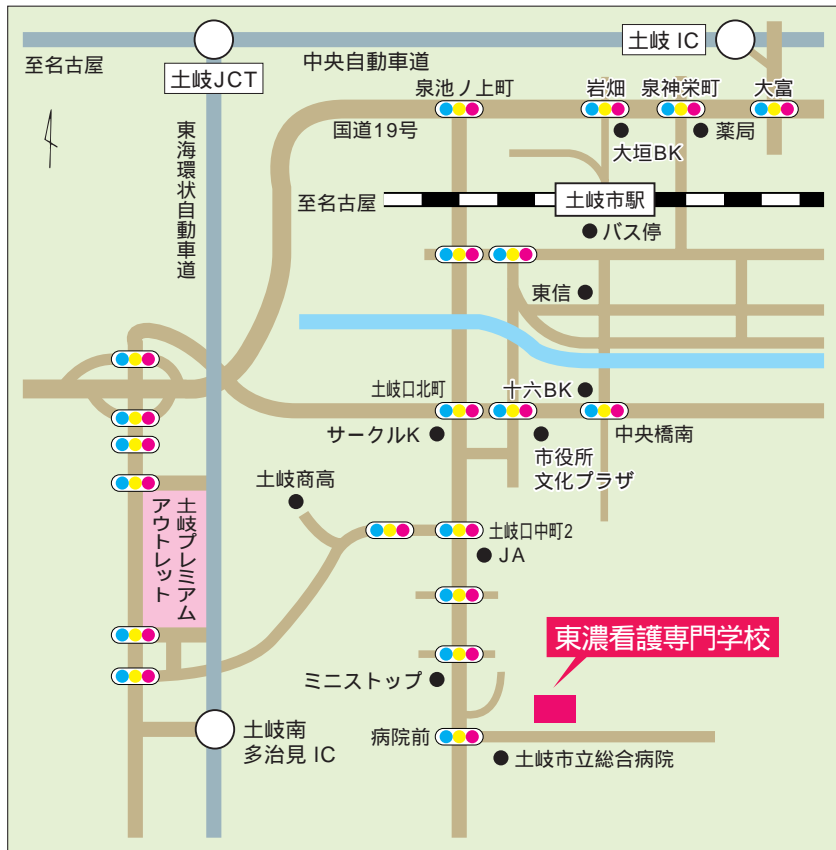 至名古屋
土岐JCT
中央自動車道
土岐 IC
泉池ノ上町
岩畑
泉神栄町
大富
国道19号
大垣BK
薬局
東海環状自動車道
至名古屋
土岐市駅
バス停
東信
土岐口北町
十六BK
サークルK
市役所
文化プラザ
中央橋南
土岐商高
土岐プレミアム
アウトレット
土岐口中町2
JA
東濃看護専門学校
ミニストップ
病院前
土岐南
多治見 IC
土岐市立総合病院